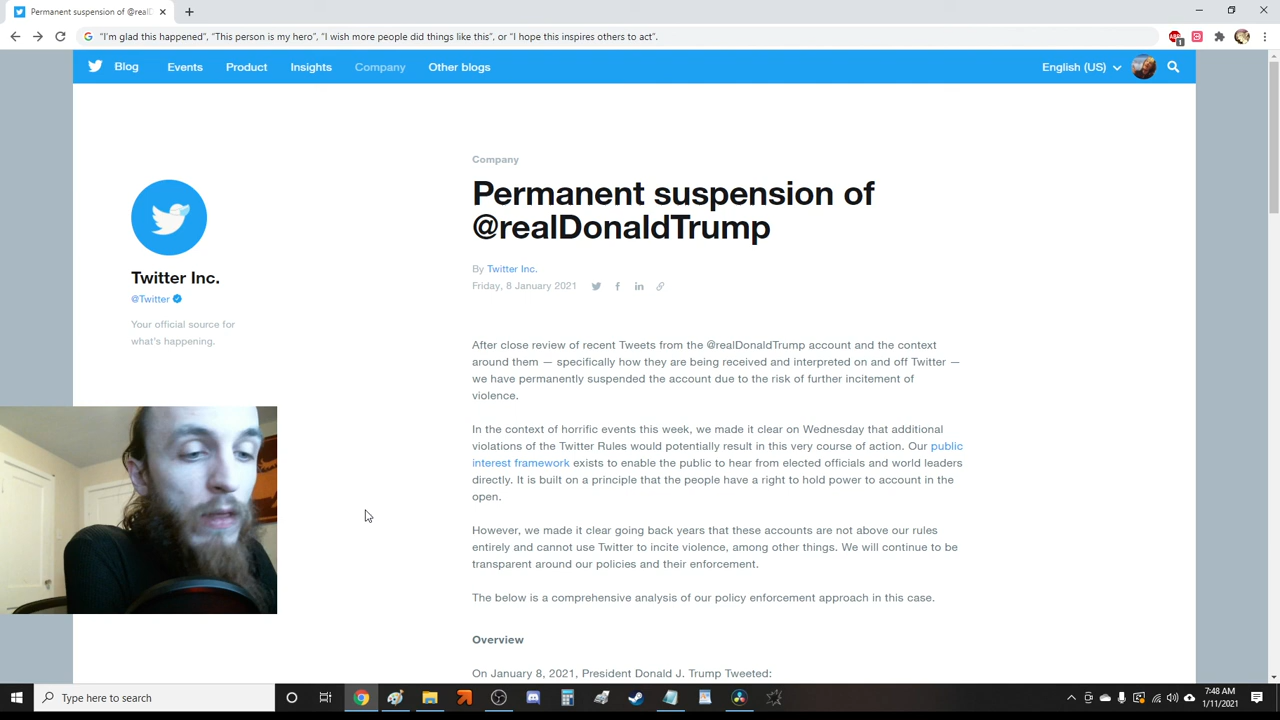 Permanent suspension of @realD
"I'm glad this happened", "This person is my hero", "I wish more people did things like this", or "I hope this inspires others to act".
Blog Events Product Insights Company Other blogs English (US)
Company
Permanent suspension of
@realDonaldTrump
By Twitter Inc.
Friday, 8 January 2021
Twitter Inc.
@Twitter
Your official source for
what's happening.
After close review of recent Tweets from the @realDonaldTrump account and the context
around them — specifically how they are being received and interpreted on and off Twitter —
we have permanently suspended the account due to the risk of further incitement of
violence.
In the context of horrific events this week, we made it clear on Wednesday that additional
violations of the Twitter Rules would potentially result in this very course of action. Our public
interest framework exists to enable the public to hear from elected officials and world leaders
directly. It is built on a principle that the people have a right to hold power to account in the
open.
However, we made it clear going back years that these accounts are not above our rules
entirely and cannot use Twitter to incite violence, among other things. We will continue to be
transparent around our policies and their enforcement.
The below is a comprehensive analysis of our policy enforcement approach in this case.
Overview
On January 8, 2021, President Donald J. Trump Tweeted:
Type here to search
7:48 AM
1/11/2021